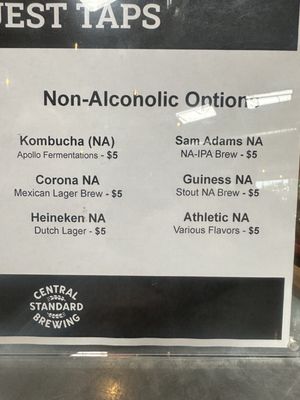 UEST TAPS
Non-Alcoholic Option
Kombucha (NA)
Apollo Fermentations - $5
Sam Adams NA
NA-IPA Brew - $5
Corona NA
Mexican Lager Brew - $5
Guiness NA
Stout NA Brew - $5
Heineken NA
Dutch Lager - $5
Athletic NA
Various Flavors - $5
CENTRAL
STANDARD
BREWING